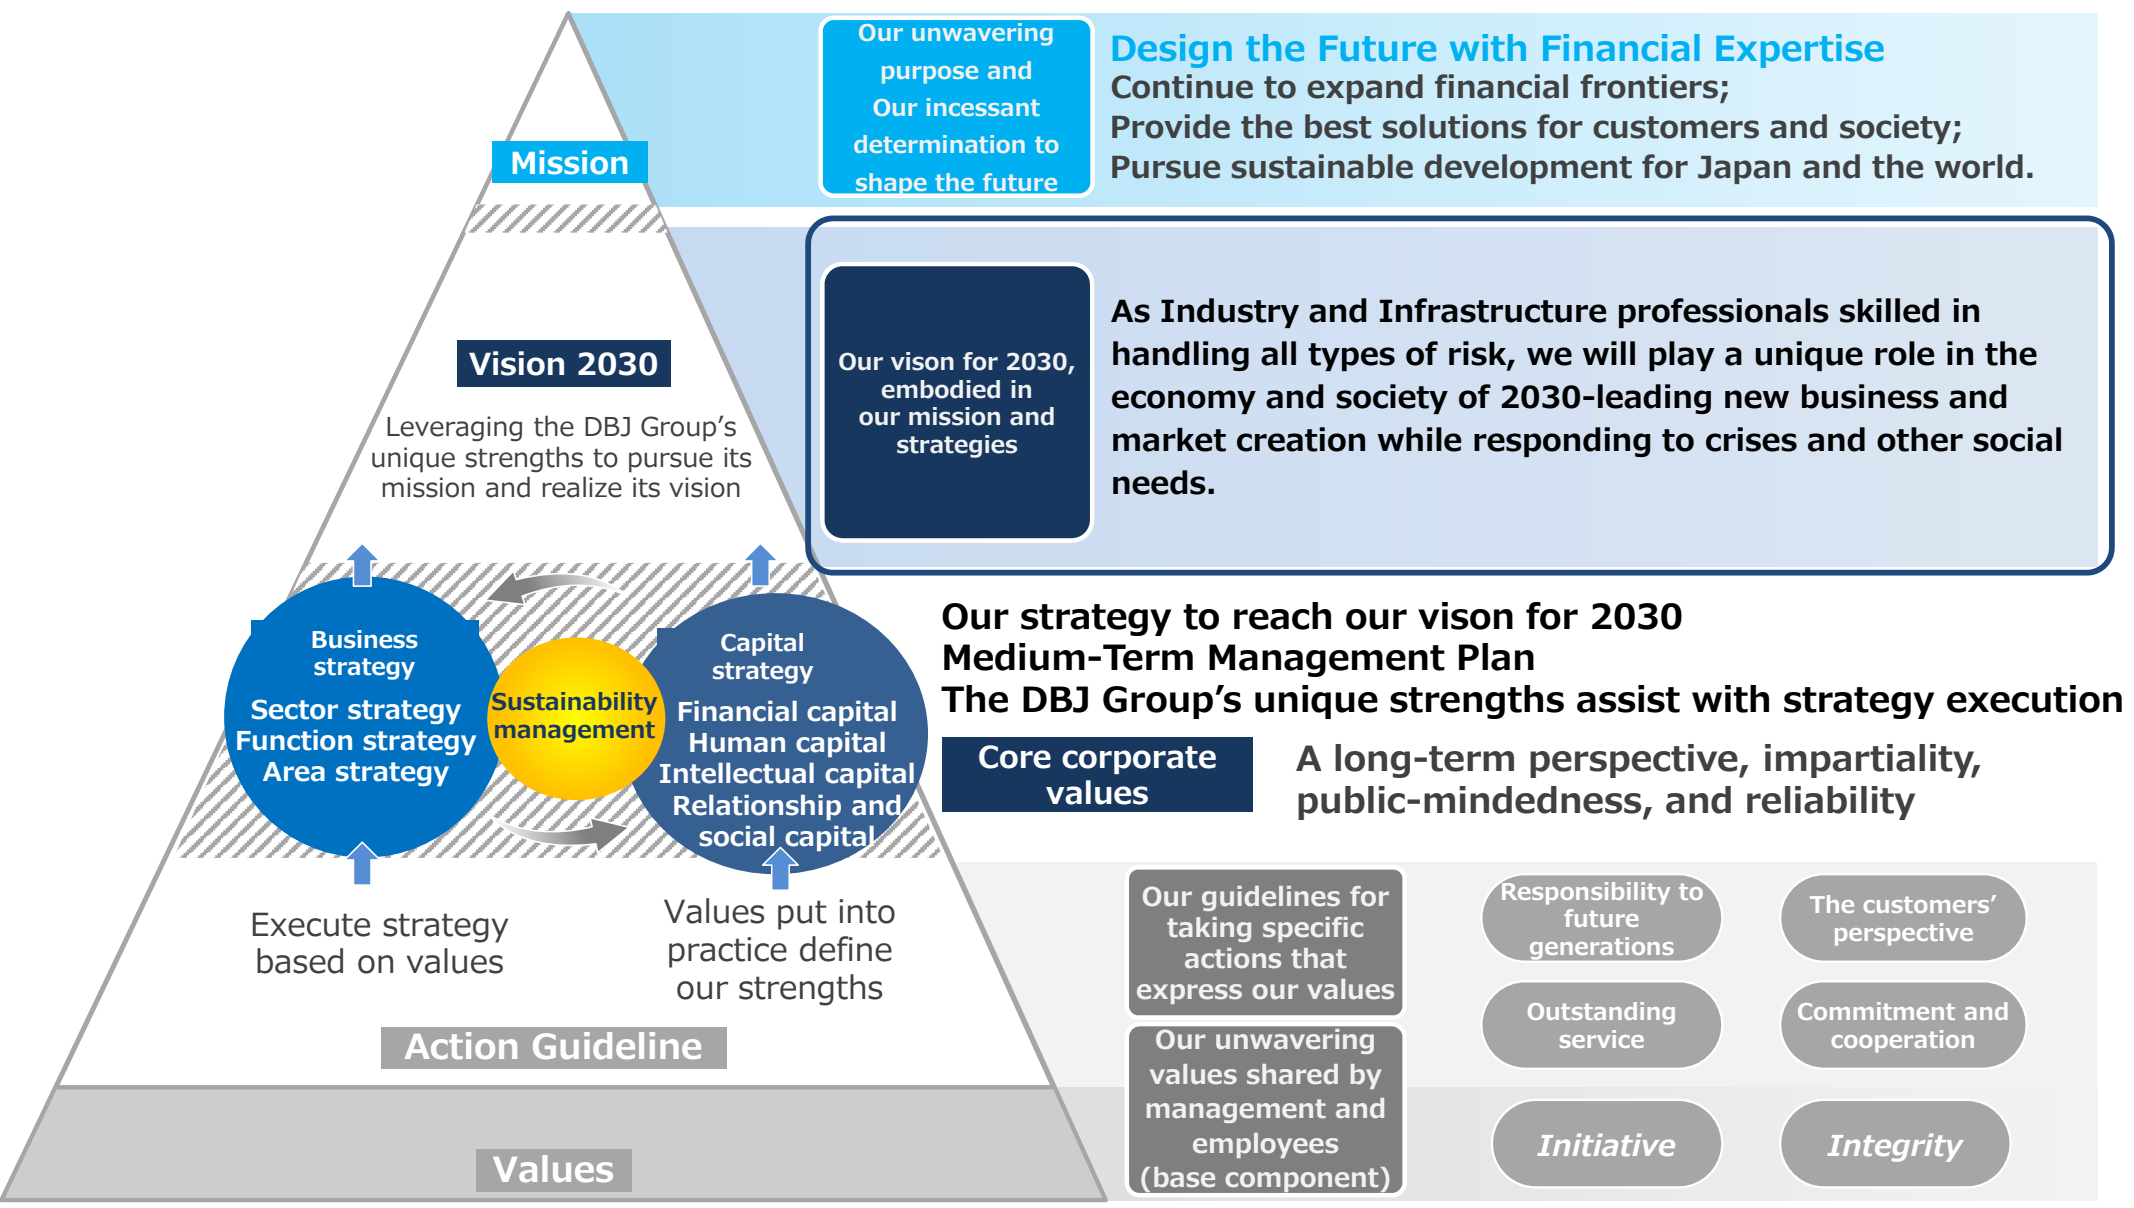 Our unwavering
purpose and
Our incessant
determination to
shape the future
Design the Future with Financial Expertise
Continue to expand financial frontiers;
Provide the best solutions for customers and society;
Pursue sustainable development for Japan and the world.
Mission
Vision 2030
Leveraging the DBJ Group’s
unique strengths to pursue its
mission and realize its vision
Our vison for 2030,
embodied in
our mission and
strategies
As Industry and Infrastructure professionals skilled in
handling all types of risk, we will play a unique role in the
economy and society of 2030-leading new business and
market creation while responding to crises and other social
needs.
Business
strategy
Sector strategy
Function strategy
Area strategy
Sustainability
management
Capital
strategy
Financial capital
Human capital
Intellectual capital
Relationship and
social capital
Our strategy to reach our vison for 2030
Medium-Term Management Plan
The DBJ Group’s unique strengths assist with strategy execution
Core corporate
values
A long-term perspective, impartiality,
public-mindedness, and reliability
Execute strategy
based on values
Values put into
practice define
our strengths
Action Guideline
Our guidelines for
taking specific
actions that
express our values
Responsibility to
future
generations
The customers’
perspective
Outstanding
service
Commitment and
cooperation
Values
Our unwavering
values shared by
management and
employees
(base component)
Initiative
Integrity